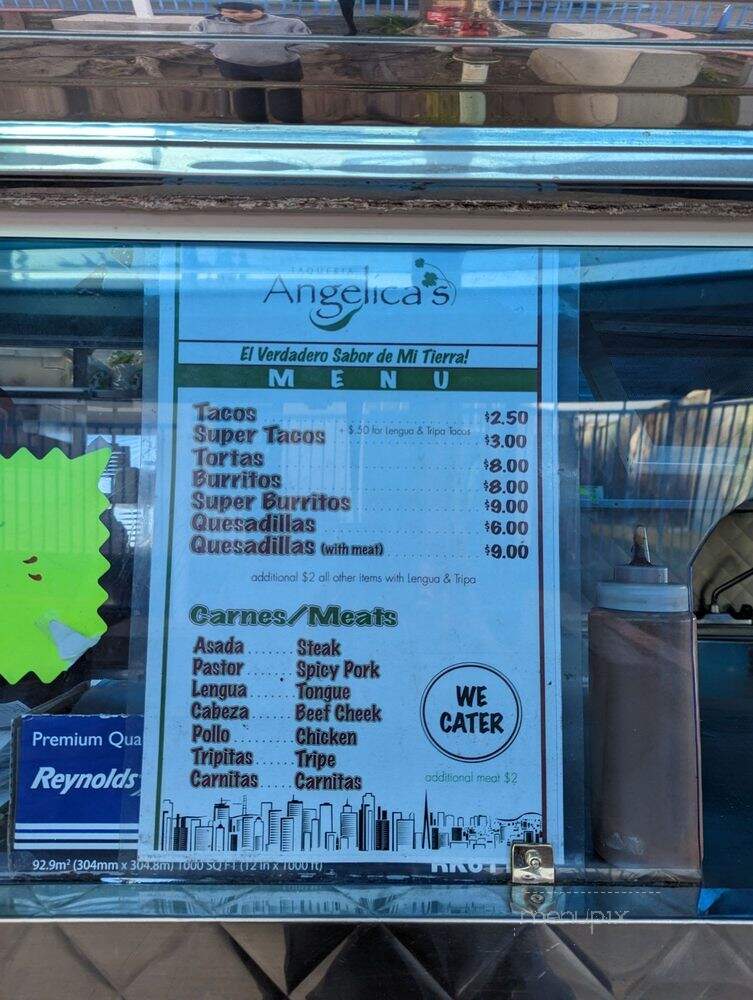 TAQUERIA
Angelica's
El Verdadero Sabor de Mi Tierra!
MENU
Tacos $2.50
+ $.50 for Lengua & Tripa Tacos
Super Tacos $3.00
Tortas $8.00
Burritos $8.00
Super Burritos $9.00
Quesadillas $6.00
Quesadillas (with meat) $9.00
additional $2 all other items with Lengua & Tripa
Carnes/Meats
Asada ...... Steak
Pastor ...... Spicy Pork
Lengua ..... Tongue
Cabeza ..... Beef Cheek
Pollo ........ Chicken
Tripitas ..... Tripe
Carnitas .... Carnitas
WE
CATER
additional meat $2
Premium Qua
Reynolds
92.9m² (304mm x 304.8m) 1000 SQ FT (12 in x 1000 ft)
menupix